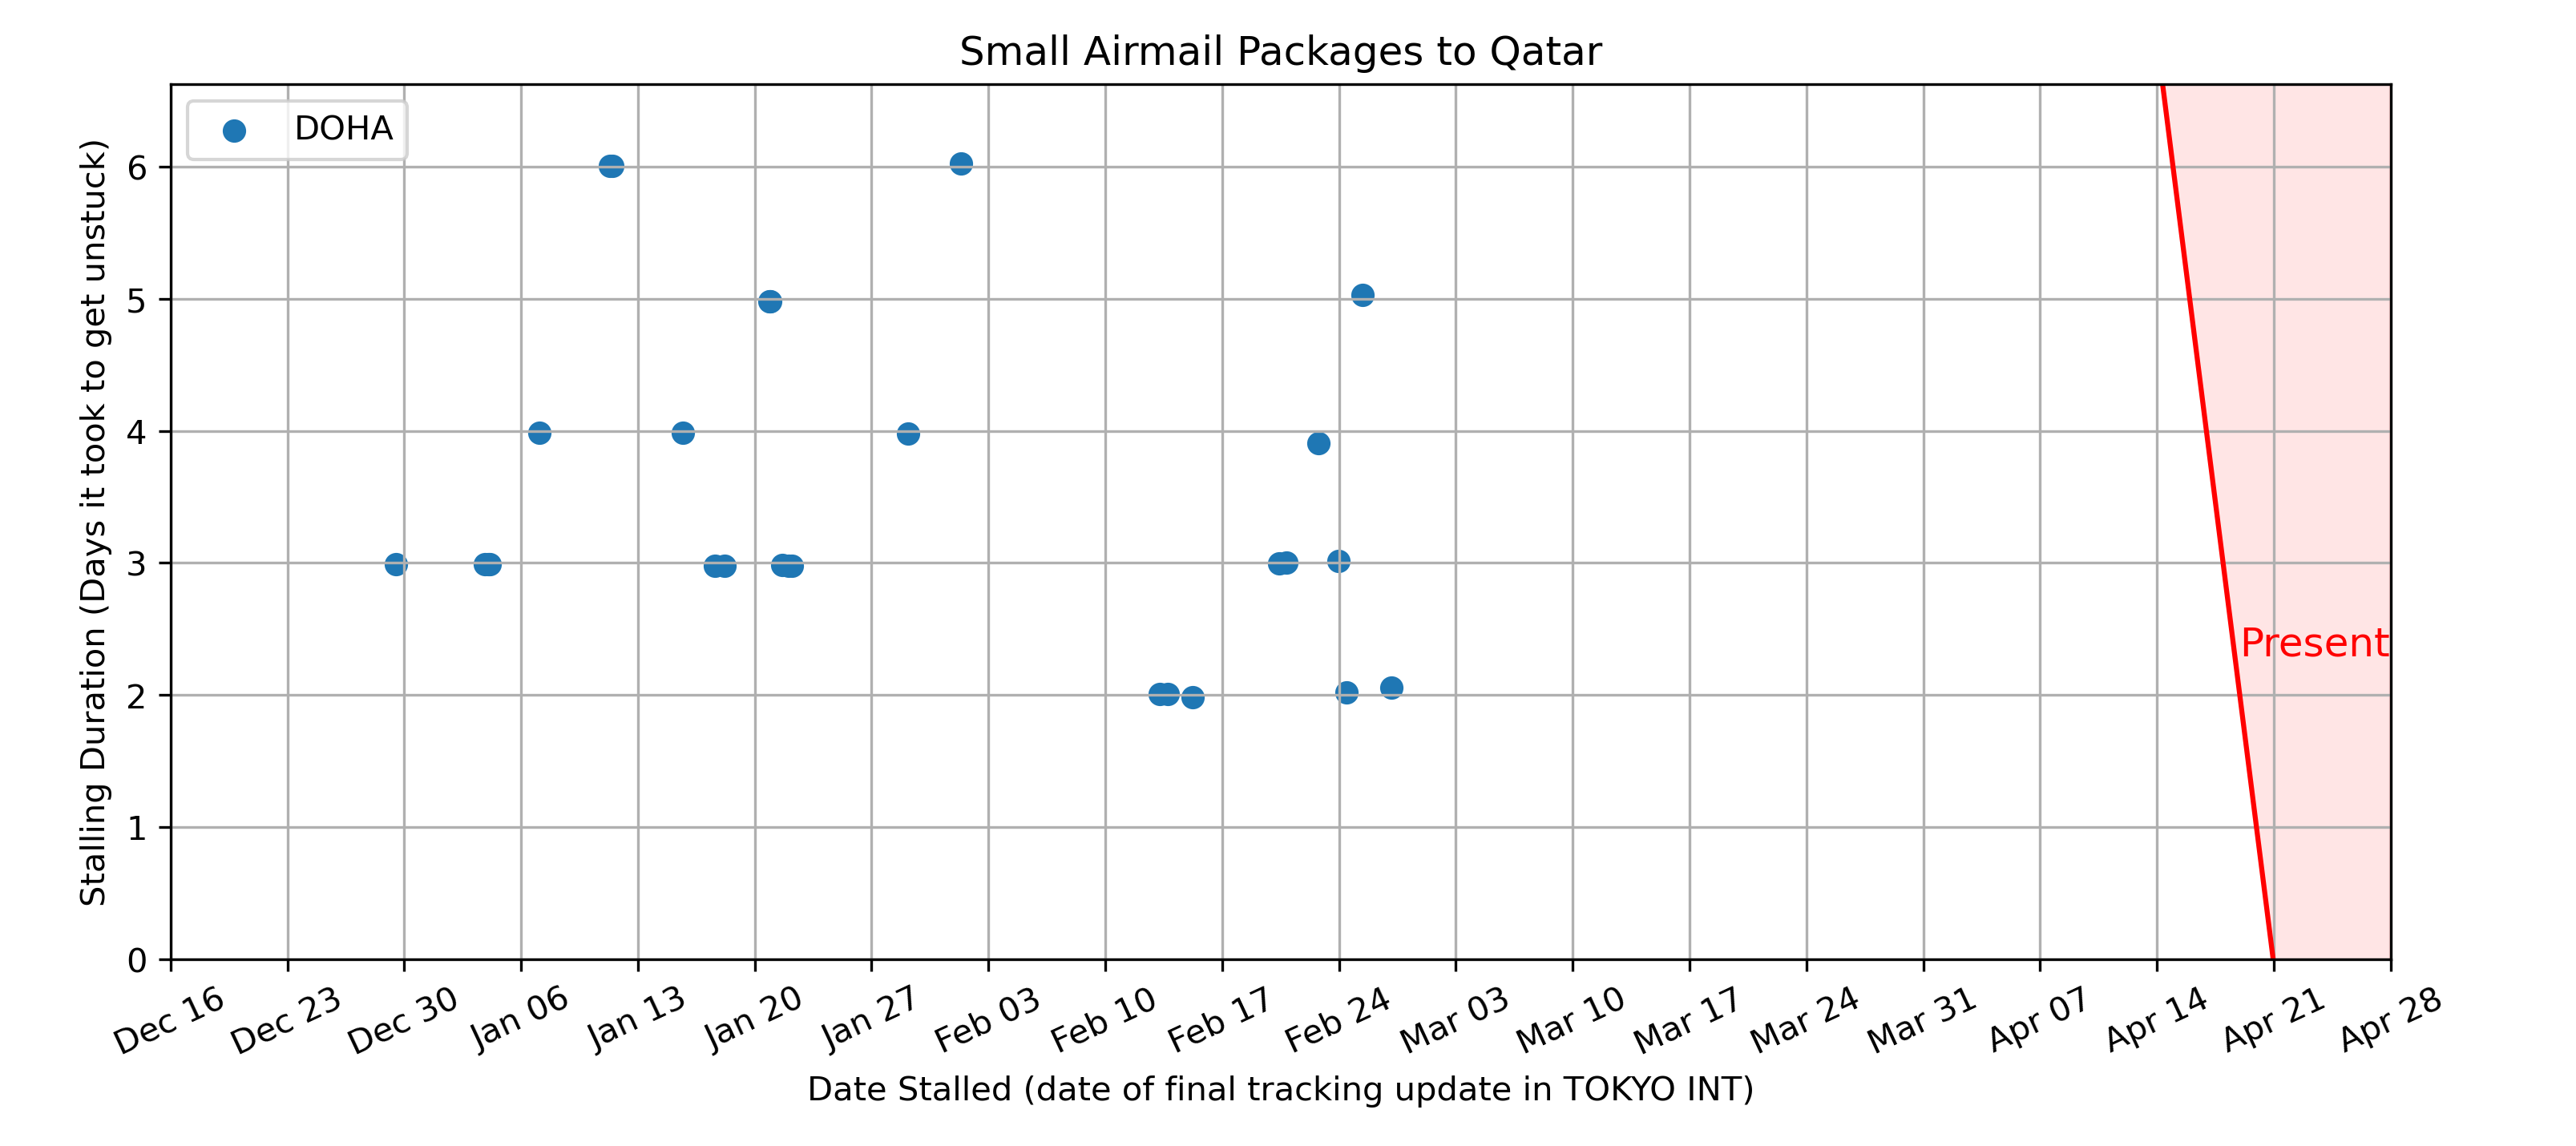 Small Airmail Packages to Qatar
DOHA
Stalling Duration (Days it took to get unstuck)
6
5
4
3
2
1
0
Present
Dec 16 Dec 23 Dec 30 Jan 06 Jan 13 Jan 20 Jan 27 Feb 03 Feb 10 Feb 17 Feb 24 Mar 03 Mar 10 Mar 17 Mar 24 Mar 31 Apr 07 Apr 14 Apr 21 Apr 28
Date Stalled (date of final tracking update in TOKYO INT)